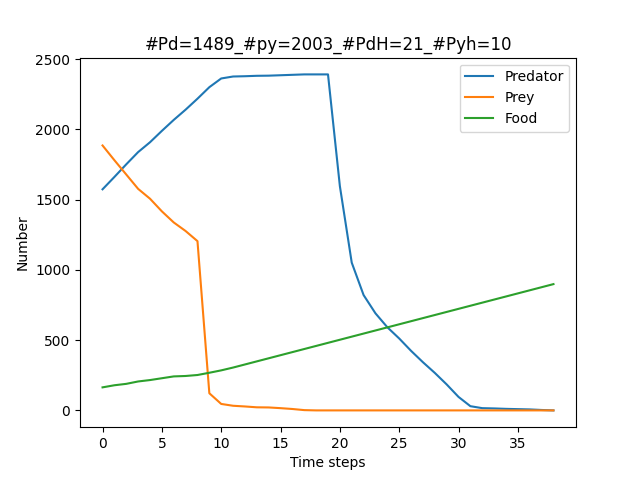 #Pd=1489_#py=2003_#PdH=21_#Pyh=10
Predator
Prey
Food
Number
2500
2000
1500
1000
500
0
0 5 10 15 20 25 30 35
Time steps